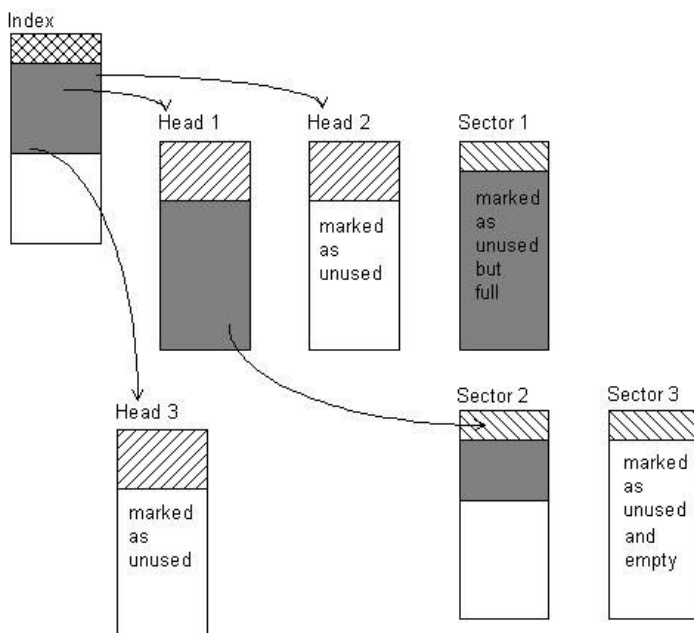 Index
Head 1
Head 2
Sector 1
marked
as
unused
marked
as
unused
but
full
Head 3
marked
as
unused
Sector 2
Sector 3
marked
as
unused
and
empty